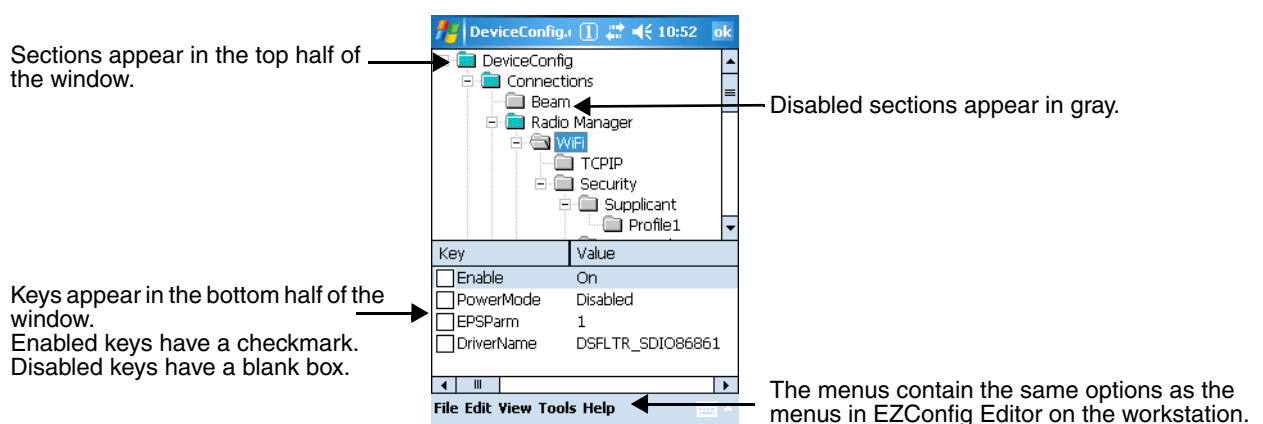 DeviceConfig. 1 10:52 ok
Sections appear in the top half of
the window.
DeviceConfig
Connections
Beam
Disabled sections appear in gray.
Radio Manager
WiFi
TCPIP
Security
Supplicant
Profile1
Key Value
Enable On
PowerMode Disabled
EPSParm 1
DriverName DSFLTR_SDIO86861
Keys appear in the bottom half of the
window.
Enabled keys have a checkmark.
Disabled keys have a blank box.
File Edit View Tools Help
The menus contain the same options as the
menus in EZConfig Editor on the workstation.